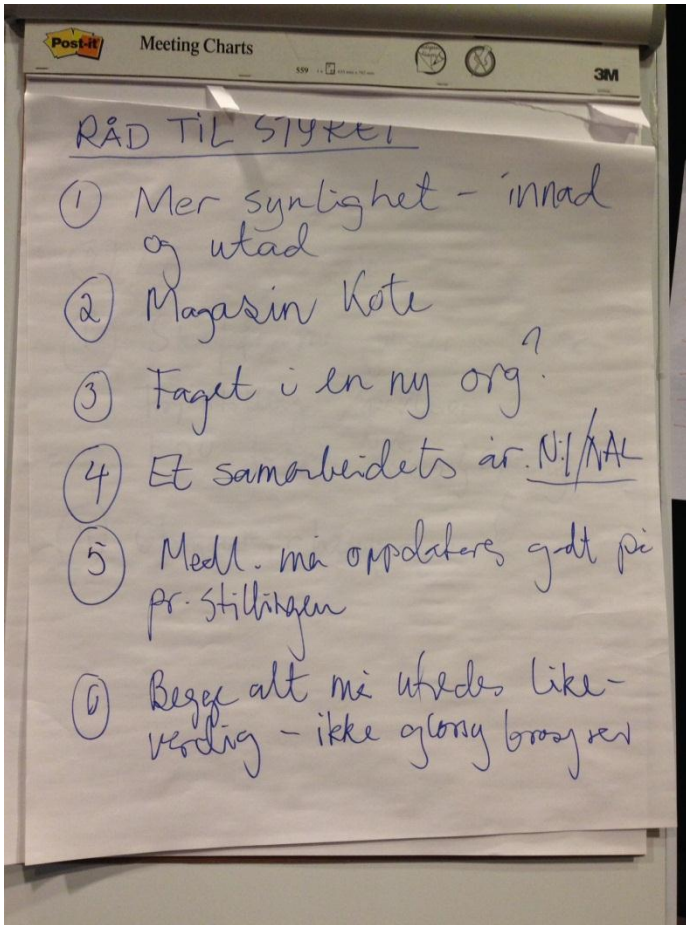 Post-it
Meeting Charts
559
3M
RÅD TIL STYRET
1 Mer synlighet - innad
og utad
2 Magasin Kote
3 Faget i en ny org?
4 Et samarbeidets år. NIL/NAL
5 Medl. må oppdateres godt på
pr. stillingen
6 Begge alt må utredes like-
verdig - ikke glossy brosjyrer